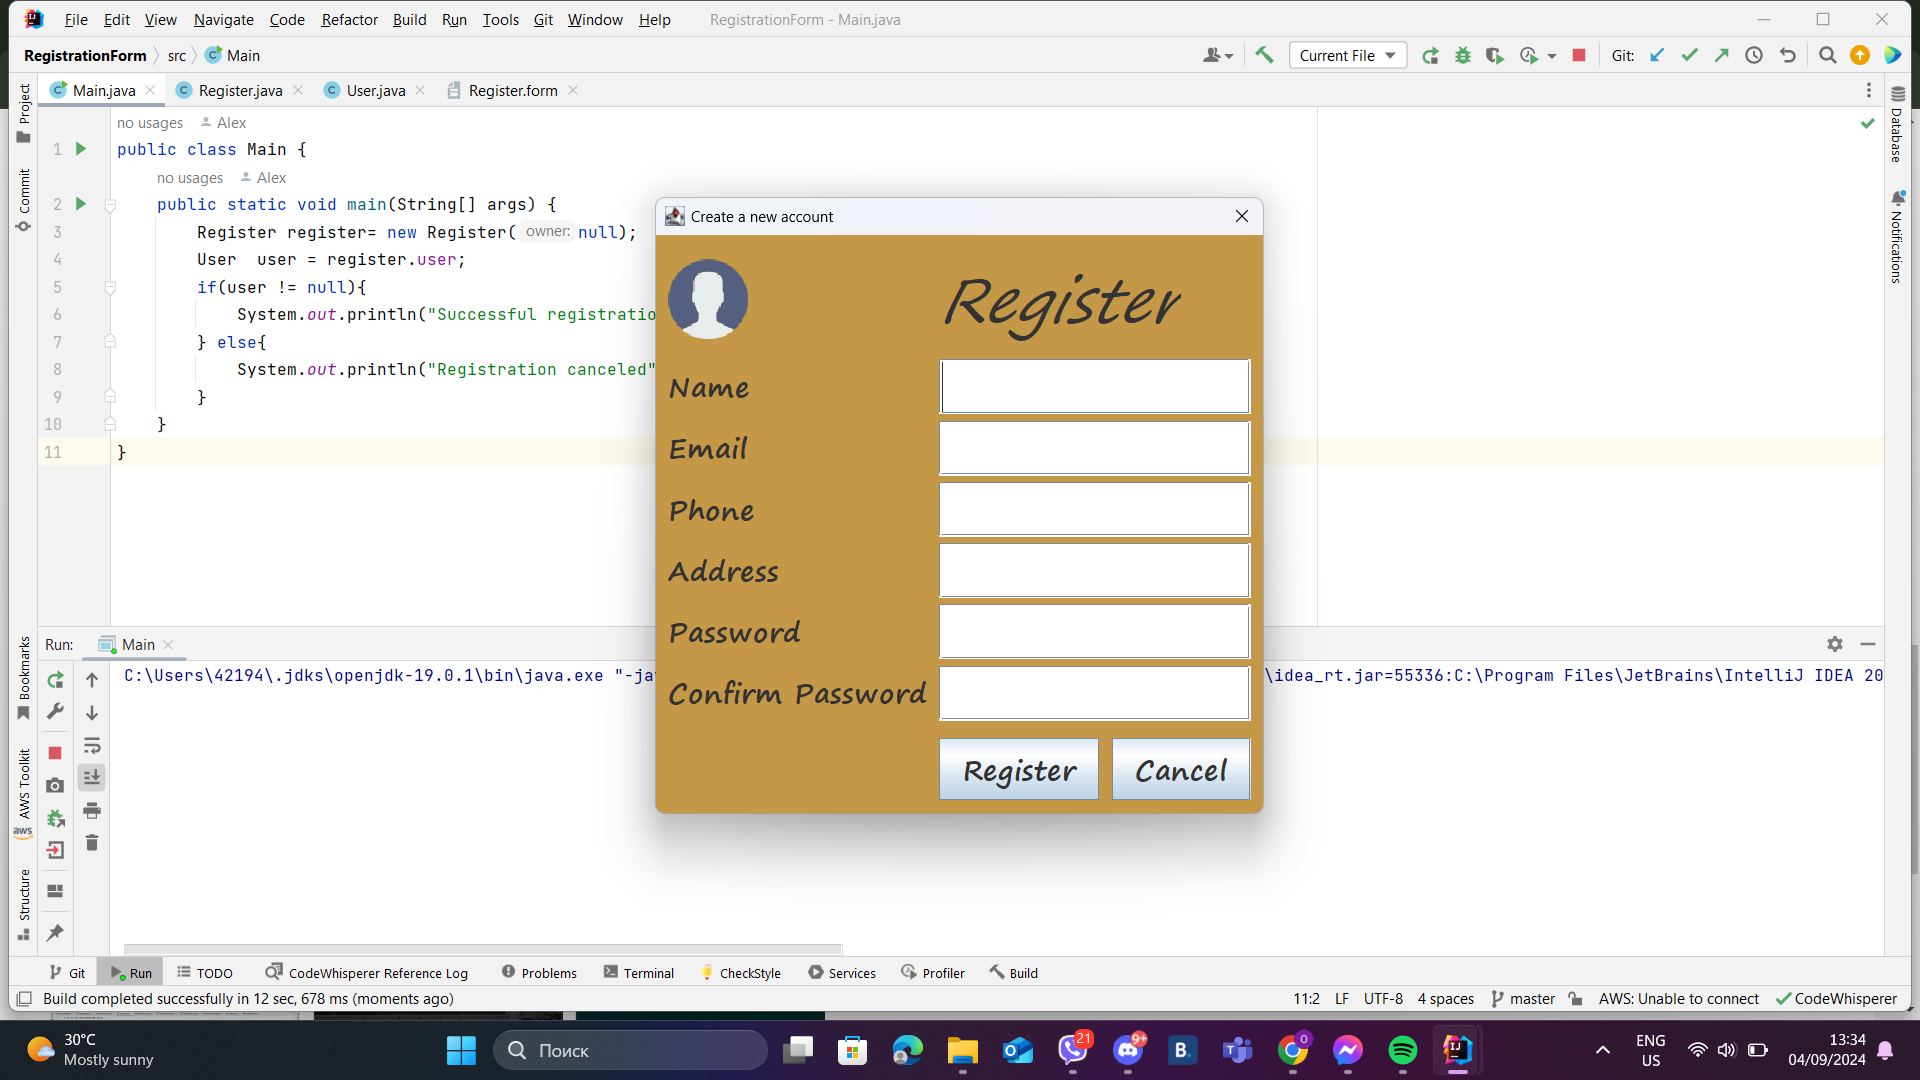 File Edit View Navigate Code Refactor Build Run Tools Git Window Help RegistrationForm - Main.java
RegistrationForm src Main Current File Git:
Main.java Register.java User.java Register.form
Project
Commit
Bookmarks
AWS Toolkit
aws
Structure
no usages Alex
1 public class Main {
no usages Alex
2 public static void main(String[] args) {
3 Register register= new Register( owner: null);
4 User user = register.user;
5 if(user != null){
6 System.out.println("Successful registratio
7 } else{
8 System.out.println("Registration canceled"
9 }
10 }
11 }
Database
Notifications
Create a new account
Register
Name
Email
Phone
Address
Password
Confirm Password
Register Cancel
Run: Main
C:\Users\42194\.jdks\openjdk-19.0.1\bin\java.exe "-ja
\idea_rt.jar=55336:C:\Program Files\JetBrains\IntelliJ IDEA 20
Git Run TODO CodeWhisperer Reference Log Problems Terminal CheckStyle Services Profiler Build
Build completed successfully in 12 sec, 678 ms (moments ago) 11:2 LF UTF-8 4 spaces master AWS: Unable to connect CodeWhisperer
30°C
Mostly sunny
Поиск
21
9+
B.
0
ENG
US
13:34
04/09/2024